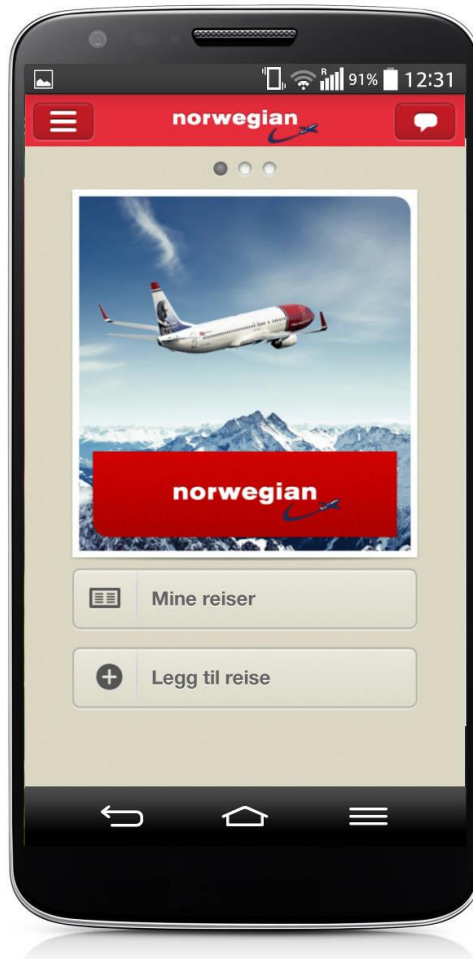 R
91% 12:31
norwegian
norwegian
Mine reiser
Legg til reise